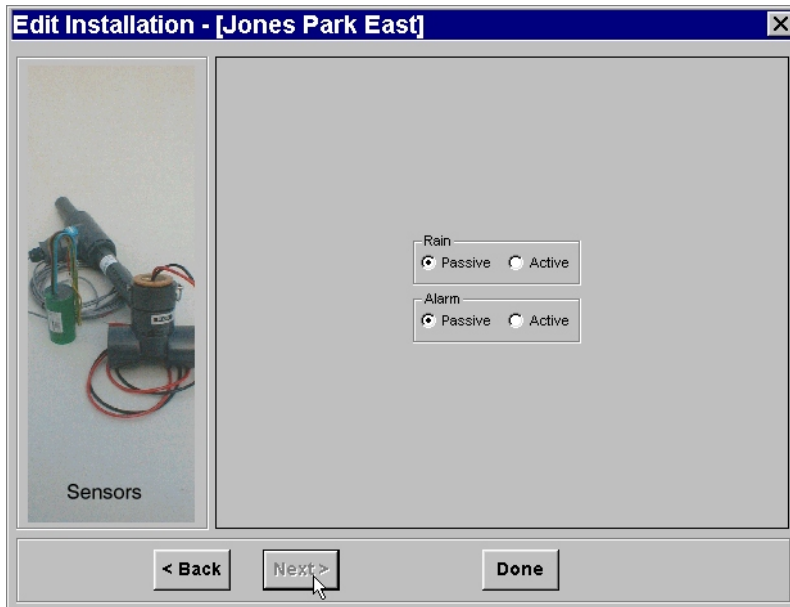 Edit Installation - [Jones Park East]
Rain
Passive Active
Alarm
Passive Active
Sensors
< Back Next > Done